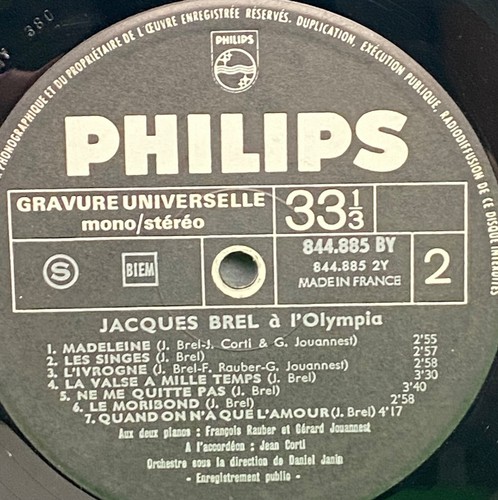 380
PHONOGRAPHIQUE ET DU PROPRIÉTAIRE DE L'ŒUVRE ENREGISTRÉE RÉSERVÉS. DUPLICATION, EXÉCUTION PUBLIQUE, RADIODIFFUSION DE CE DISQUE INTERDITES
PHILIPS
PHILIPS
GRAVURE UNIVERSELLE
mono/stéréo
33 1/3
S
BIEM
844.885 BY
844.885 2Y
MADE IN FRANCE
2
JACQUES BREL à l'Olympia
1. MADELEINE (J. Brel-J. Corti & G. Jouannest) 2'55
2. LES SINGES (J. Brel) 2'57
3. L'IVROGNE (J. Brel-F. Rauber-G. Jouannest) 2'58
4. LA VALSE A MILLE TEMPS (J. Brel) 3'30
5. NE ME QUITTE PAS (J. Brel) 3'40
6. LE MORIBOND (J. Brel) 2'58
7. QUAND ON N'A QUE L'AMOUR (J. Brel) 4'17
Aux deux pianos : François Rauber et Gérard Jouannest
A l'accordéon : Jean Corti
Orchestre sous la direction de Daniel Janin
- Enregistrement public -